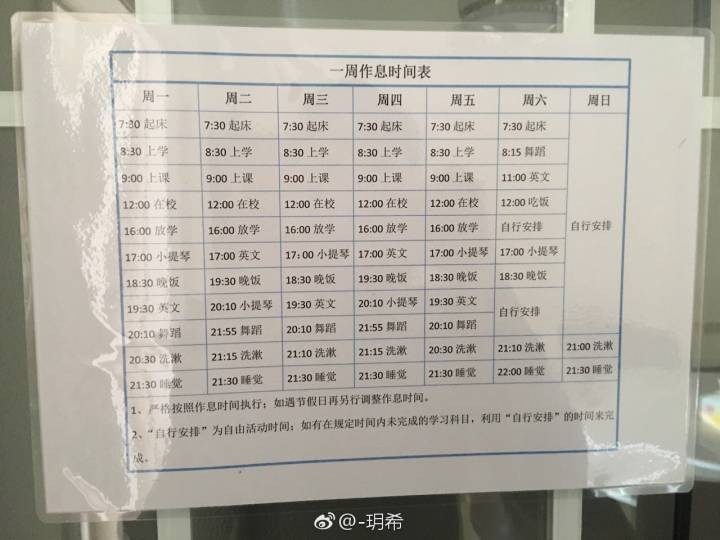 一周作息时间表
周一 周二 周三 周四 周五 周六 周日
7:30 起床 7:30 起床 7:30 起床 7:30 起床 7:30 起床 7:30 起床
8:30 上学 8:30 上学 8:30 上学 8:30 上学 8:30 上学 8:15 舞蹈
9:00 上课 9:00 上课 9:00 上课 9:00 上课 9:00 上课 11:00 英文
12:00 在校 12:00 在校 12:00 在校 12:00 在校 12:00 在校 12:00 吃饭
16:00 放学 16:00 放学 16:00 放学 16:00 放学 16:00 放学 自行安排 自行安排
17:00 小提琴 17:00 英文 17:00 小提琴 17:00 英文 17:00 小提琴 17:00 小提琴
18:30 晚饭 19:30 晚饭 18:30 晚饭 19:30 晚饭 18:30 晚饭 18:30 晚饭
19:30 英文 20:10 小提琴 19:30 英文 20:10 小提琴 19:30 英文 自行安排
20:10 舞蹈 21:55 舞蹈 20:10 舞蹈 21:55 舞蹈 20:10 舞蹈
20:30 洗漱 21:15 洗漱 21:10 洗漱 21:15 洗漱 20:30 洗漱 21:10 洗漱 21:00 洗漱
21:30 睡觉 21:30 睡觉 21:30 睡觉 21:30 睡觉 21:30 睡觉 22:00 睡觉 21:30 睡觉
1、严格按照作息时间执行；如遇节假日再另行调整作息时间。
2、“自行安排”为自由活动时间；如有在规定时间内未完成的学习科目，利用“自行安排”的时间来完
成。
@-玥希